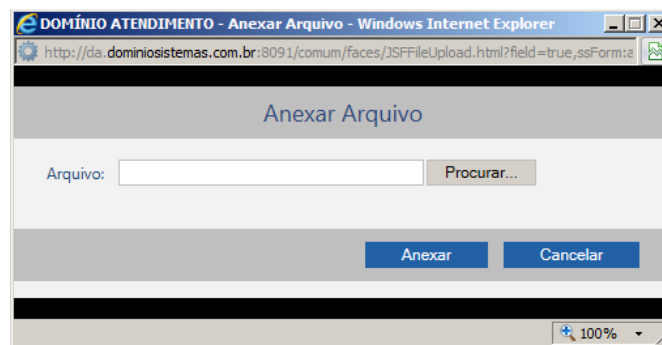 DOMÍNIO ATENDIMENTO - Anexar Arquivo - Windows Internet Explorer
http://da.dominiosistemas.com.br:8091/comum/faces/JSFFileUpload.html?field=true,ssForm:a
Anexar Arquivo
Arquivo: Procurar...
Anexar Cancelar
100%